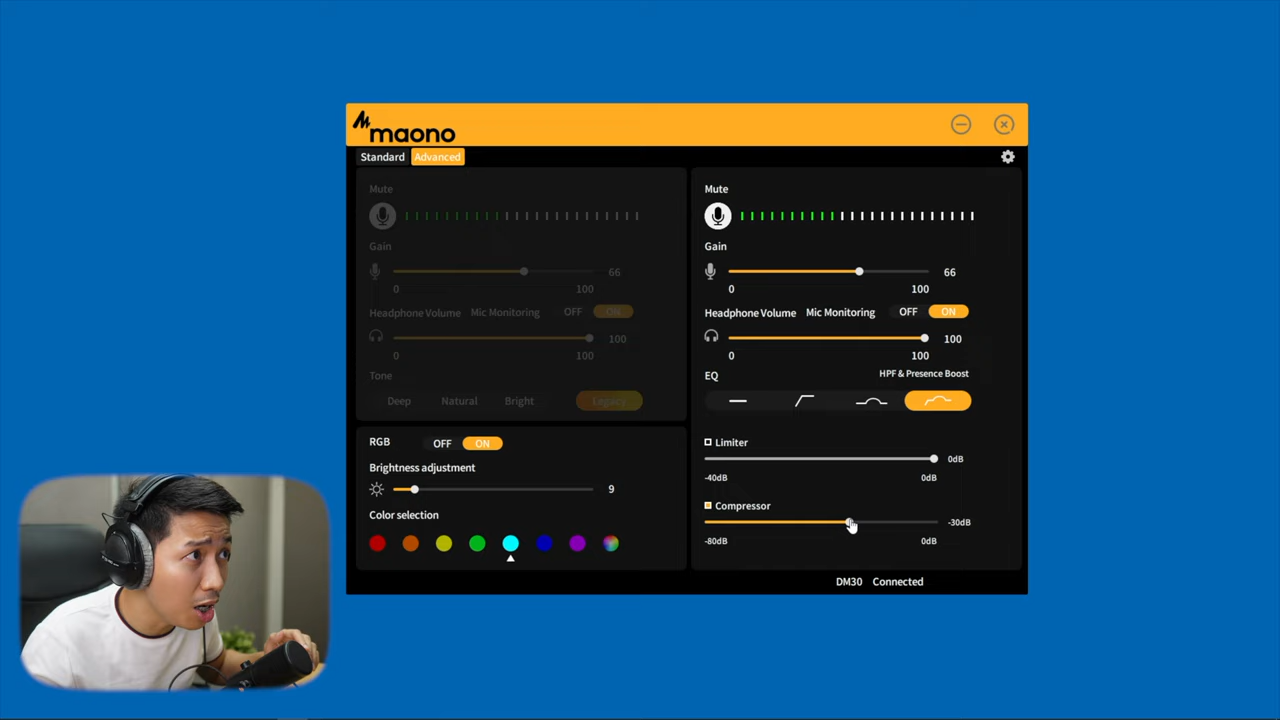 maono
Standard Advanced
Mute
Gain
66
0 100
Headphone Volume Mic Monitoring OFF ON
100
0 100
Tone
Deep Natural Bright Legacy
RGB OFF ON
Brightness adjustment
9
Color selection
Mute
Gain
66
0 100
Headphone Volume Mic Monitoring OFF ON
100
0 100
EQ HPF & Presence Boost
Limiter
0dB
-40dB 0dB
Compressor
-30dB
-80dB 0dB
DM30 Connected